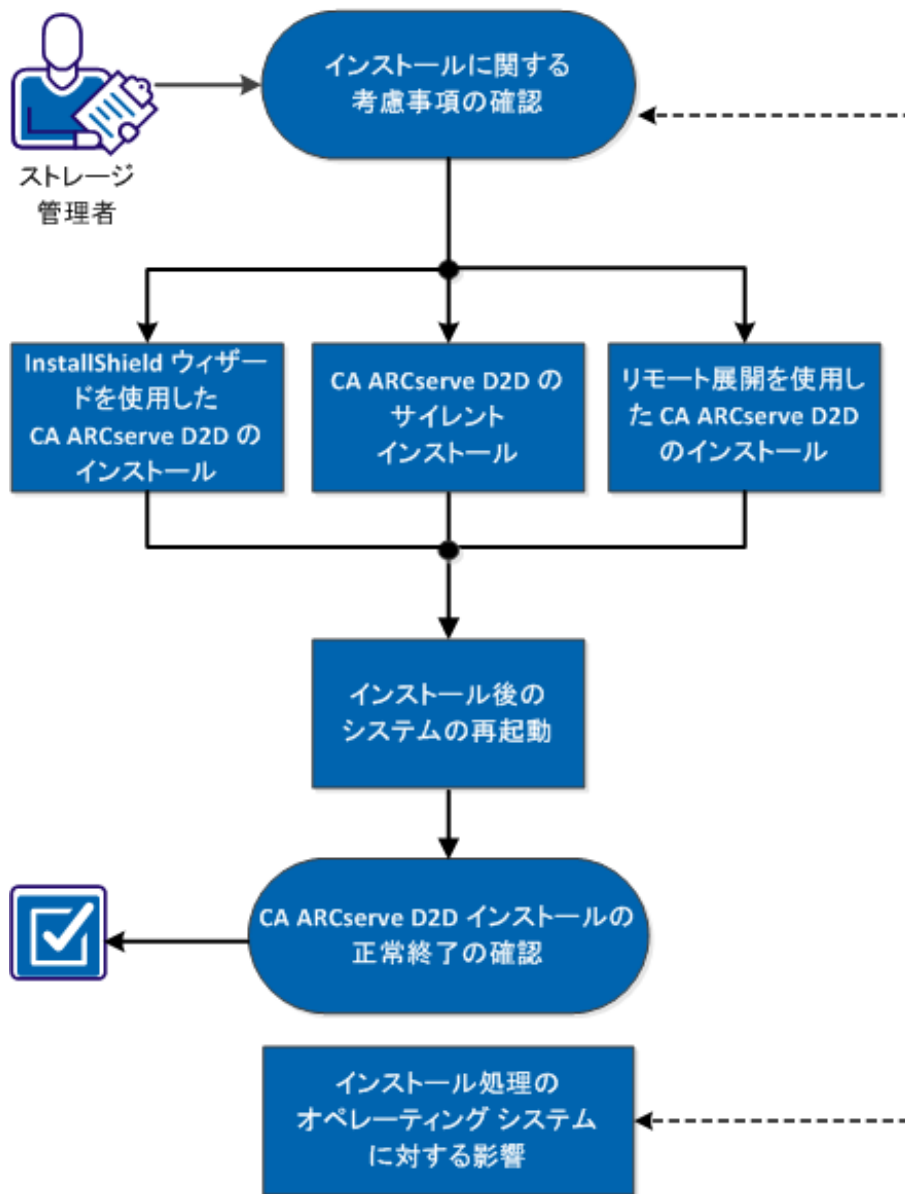 インストールに関する
考慮事項の確認
ストレージ
管理者
InstallShield ウィザー
ドを使用した
CA ARCserve D2D の
インストール
CA ARCserve D2D の
サイレント
インストール
リモート展開を使用し
た CA ARCserve D2D
のインストール
インストール後の
システムの再起動
CA ARCserve D2D インストールの
正常終了の確認
インストール処理の
オペレーティング システム
に対する影響